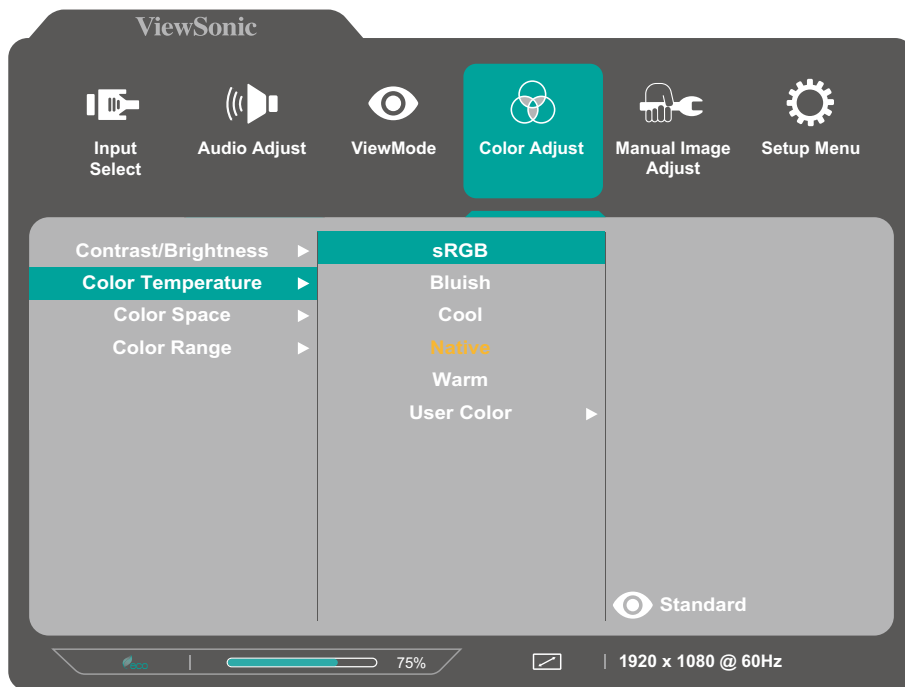 ViewSonic
Input
Select
Audio Adjust
ViewMode
Color Adjust
Manual Image
Adjust
Setup Menu
Contrast/Brightness
Color Temperature
Color Space
Color Range
sRGB
Bluish
Cool
Native
Warm
User Color
Standard
eco
75%
1920 x 1080 @ 60Hz